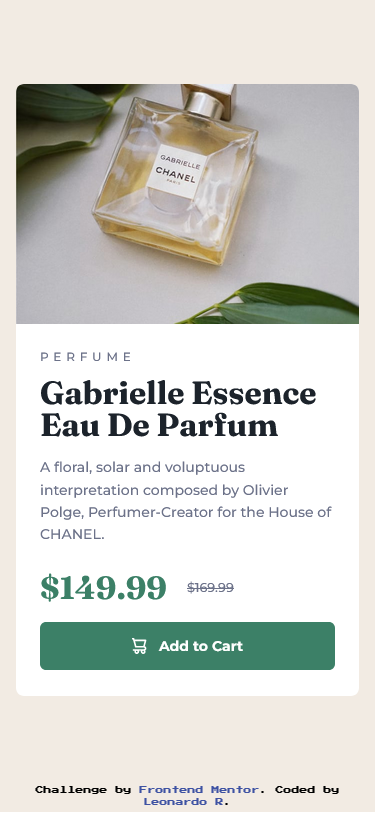 GABRIELLE
CHANEL
PARIS
PERFUME
Gabrielle Essence
Eau De Parfum
A floral, solar and voluptuous
interpretation composed by Olivier
Polge, Perfumer-Creator for the House of
CHANEL.
$149.99 $169.99
Add to Cart
Challenge by Frontend Mentor. Coded by
Leonardo R.